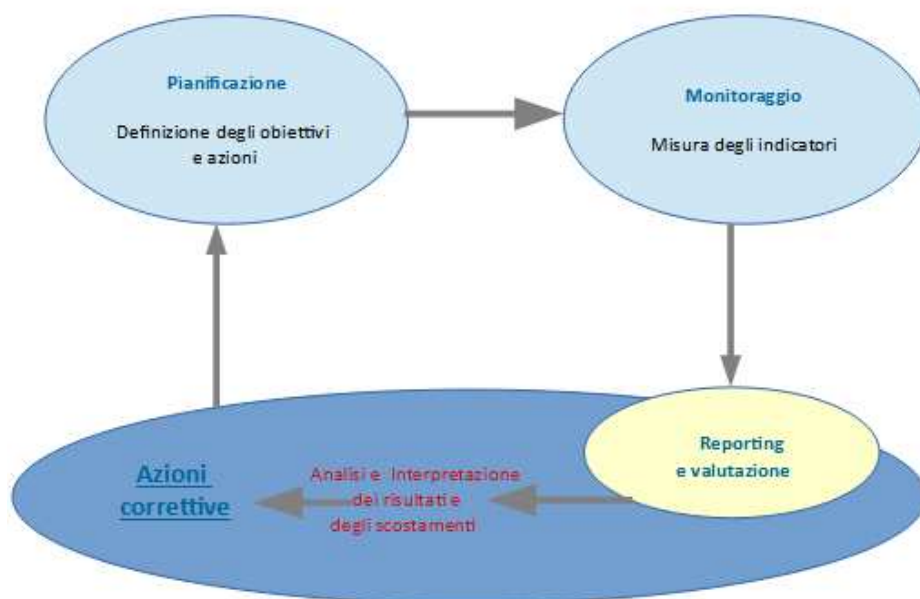 Pianificazione
Definizione degli obiettivi
e azioni
Monitoraggio
Misura degli indicatori
Reporting
e valutazione
Analisi e Interpretazione
dei risultati e
degli scostamenti
Azioni
correttive